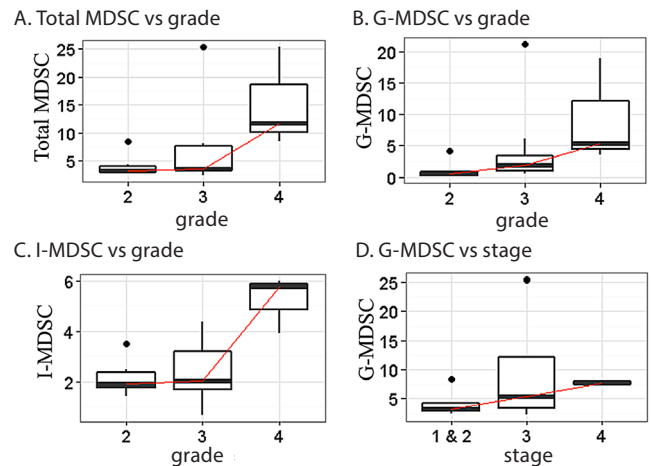 A. Total MDSC vs grade
Total MDSC
25
20
15
10
5
2 3 4
grade
B. G-MDSC vs grade
G-MDSC
20
15
10
5
0
2 3 4
grade
C. I-MDSC vs grade
I-MDSC
6
4
2
2 3 4
grade
D. G-MDSC vs stage
G-MDSC
25
20
15
10
5
1 & 2 3 4
stage